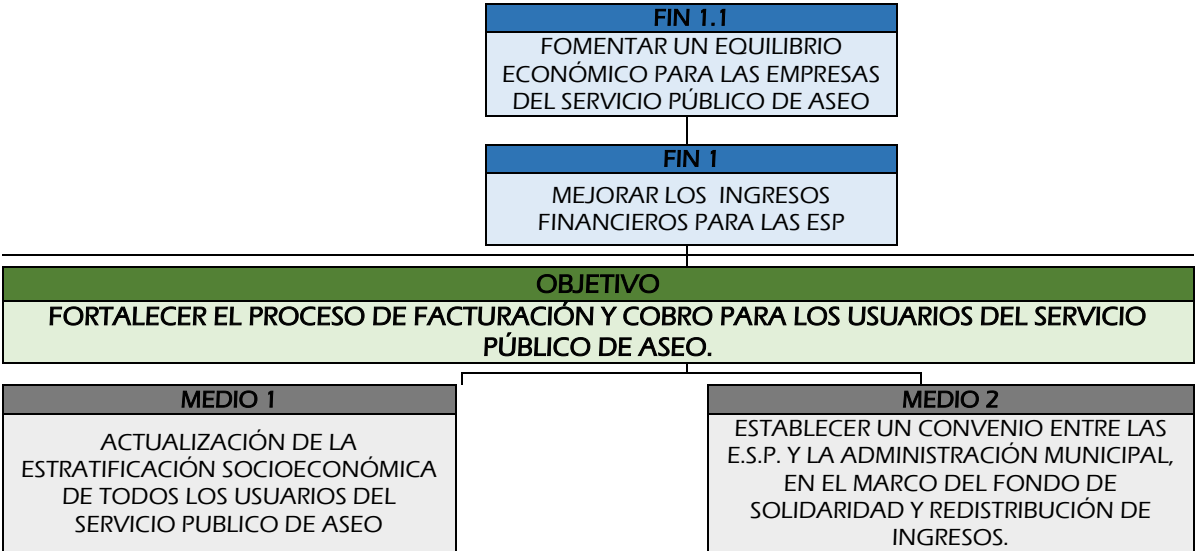 FIN 1.1
FOMENTAR UN EQUILIBRIO
ECONÓMICO PARA LAS EMPRESAS
DEL SERVICIO PÚBLICO DE ASEO
FIN 1
MEJORAR LOS INGRESOS
FINANCIEROS PARA LAS ESP
OBJETIVO
FORTALECER EL PROCESO DE FACTURACIÓN Y COBRO PARA LOS USUARIOS DEL SERVICIO
PÚBLICO DE ASEO.
MEDIO 1
ACTUALIZACIÓN DE LA
ESTRATIFICACIÓN SOCIOECONÓMICA
DE TODOS LOS USUARIOS DEL
SERVICIO PUBLICO DE ASEO
MEDIO 2
ESTABLECER UN CONVENIO ENTRE LAS
E.S.P. Y LA ADMINISTRACIÓN MUNICIPAL,
EN EL MARCO DEL FONDO DE
SOLIDARIDAD Y REDISTRIBUCIÓN DE
INGRESOS.